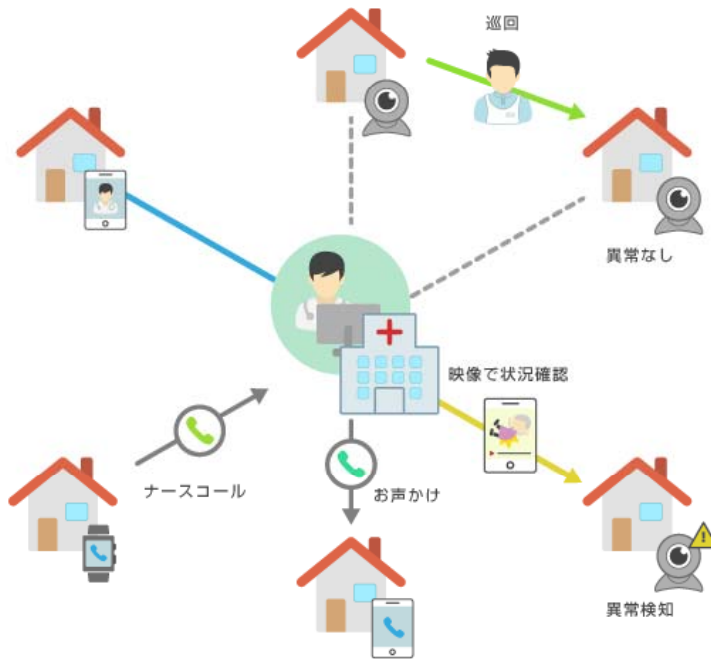 巡回
異常なし
映像で状況確認
ナースコール
お声かけ
異常検知